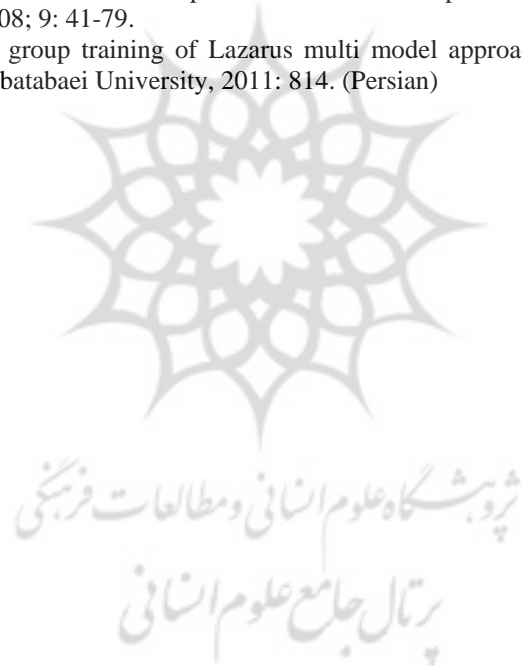 08; 9: 41-79.
group training of Lazarus multi model approa
batabaei University, 2011: 814. (Persian)
پژوهشگاه علوم انسانی و مطالعات فرهنگی
پرتال جامع علوم انسانی